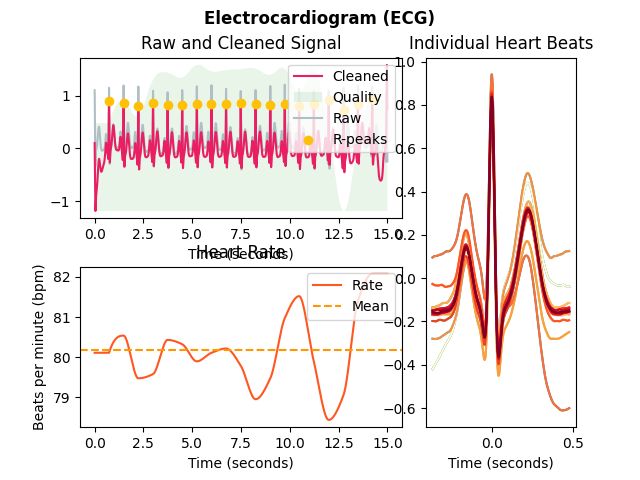 Electrocardiogram (ECG)
Raw and Cleaned Signal
Cleaned
Quality
Raw
R-peaks
1
0
−1
0.0 2.5 5.0 7.5 10.0 12.5 15.0
Time (seconds)
Heart Rate
Rate
Mean
82
81
80
79
Beats per minute (bpm)
0.0 2.5 5.0 7.5 10.0 12.5 15.0
Time (seconds)
Individual Heart Beats
1.0
0.8
0.6
0.4
0.2
0.0
−0.2
−0.4
−0.6
0.0 0.5
Time (seconds)